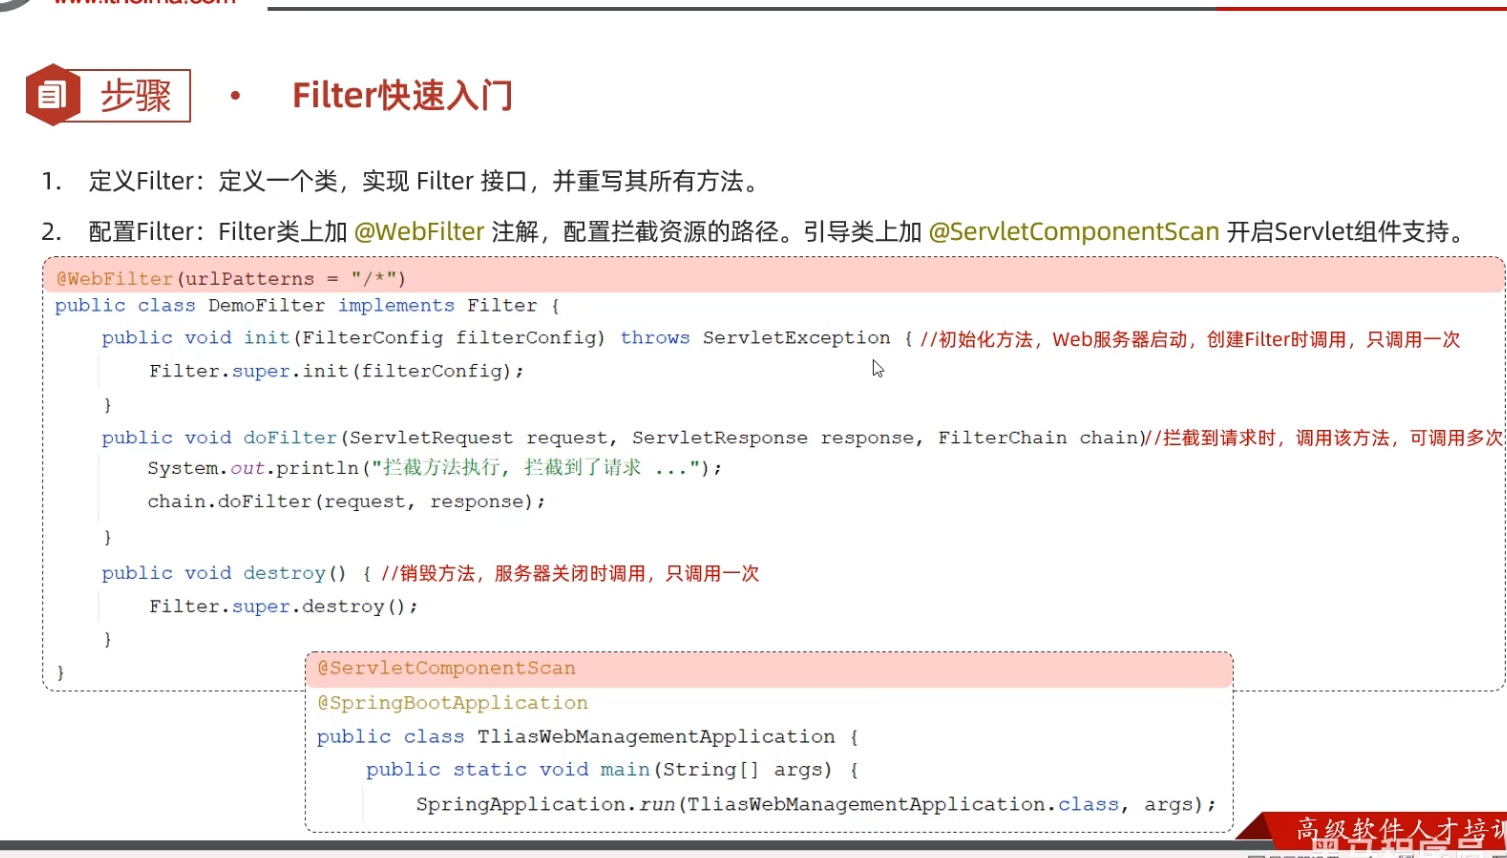 www.itheima.com
步骤
• Filter快速入门
1. 定义Filter：定义一个类，实现 Filter 接口，并重写其所有方法。
2. 配置Filter：Filter类上加 @WebFilter 注解，配置拦截资源的路径。引导类上加 @ServletComponentScan 开启Servlet组件支持。
@WebFilter(urlPatterns = "/*")
public class DemoFilter implements Filter {
public void init(FilterConfig filterConfig) throws ServletException { //初始化方法，Web服务器启动，创建Filter时调用，只调用一次
Filter.super.init(filterConfig);
}
public void doFilter(ServletRequest request, ServletResponse response, FilterChain chain)//拦截到请求时，调用该方法，可调用多次
System.out.println("拦截方法执行, 拦截到了请求 ...");
chain.doFilter(request, response);
}
public void destroy() { //销毁方法，服务器关闭时调用，只调用一次
Filter.super.destroy();
}
}
@ServletComponentScan
@SpringBootApplication
public class TliasWebManagementApplication {
public static void main(String[] args) {
SpringApplication.run(TliasWebManagementApplication.class, args);
高级软件人才培训
黑马程序员